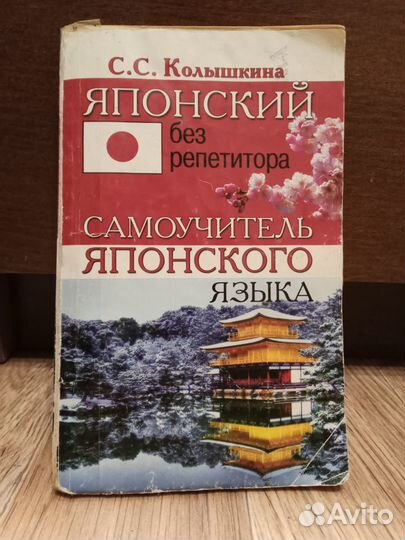 С.С. Колышкина
ЯПОНСКИЙ
без
репетитора
САМОУЧИТЕЛЬ
ЯПОНСКОГО
ЯЗЫКА
Avito